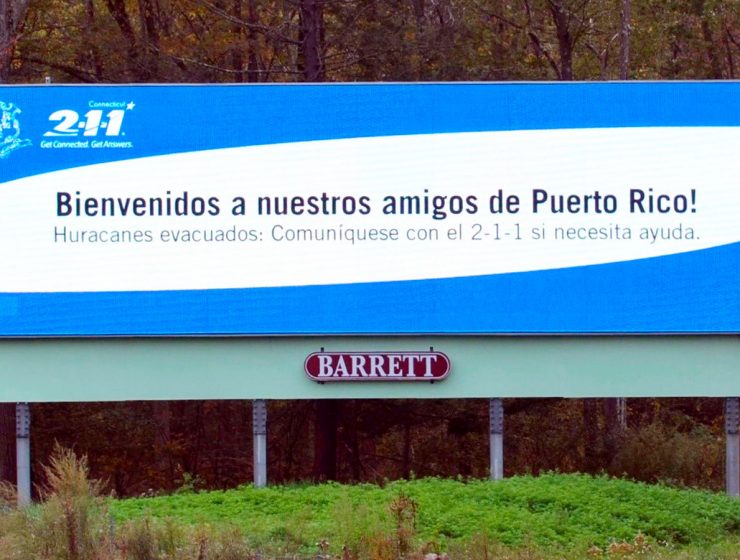 Connecticut
2-1-1
Get Connected. Get Answers.
Bienvenidos a nuestros amigos de Puerto Rico!
Huracanes evacuados: Comuníquese con el 2-1-1 si necesita ayuda.
BARRETT